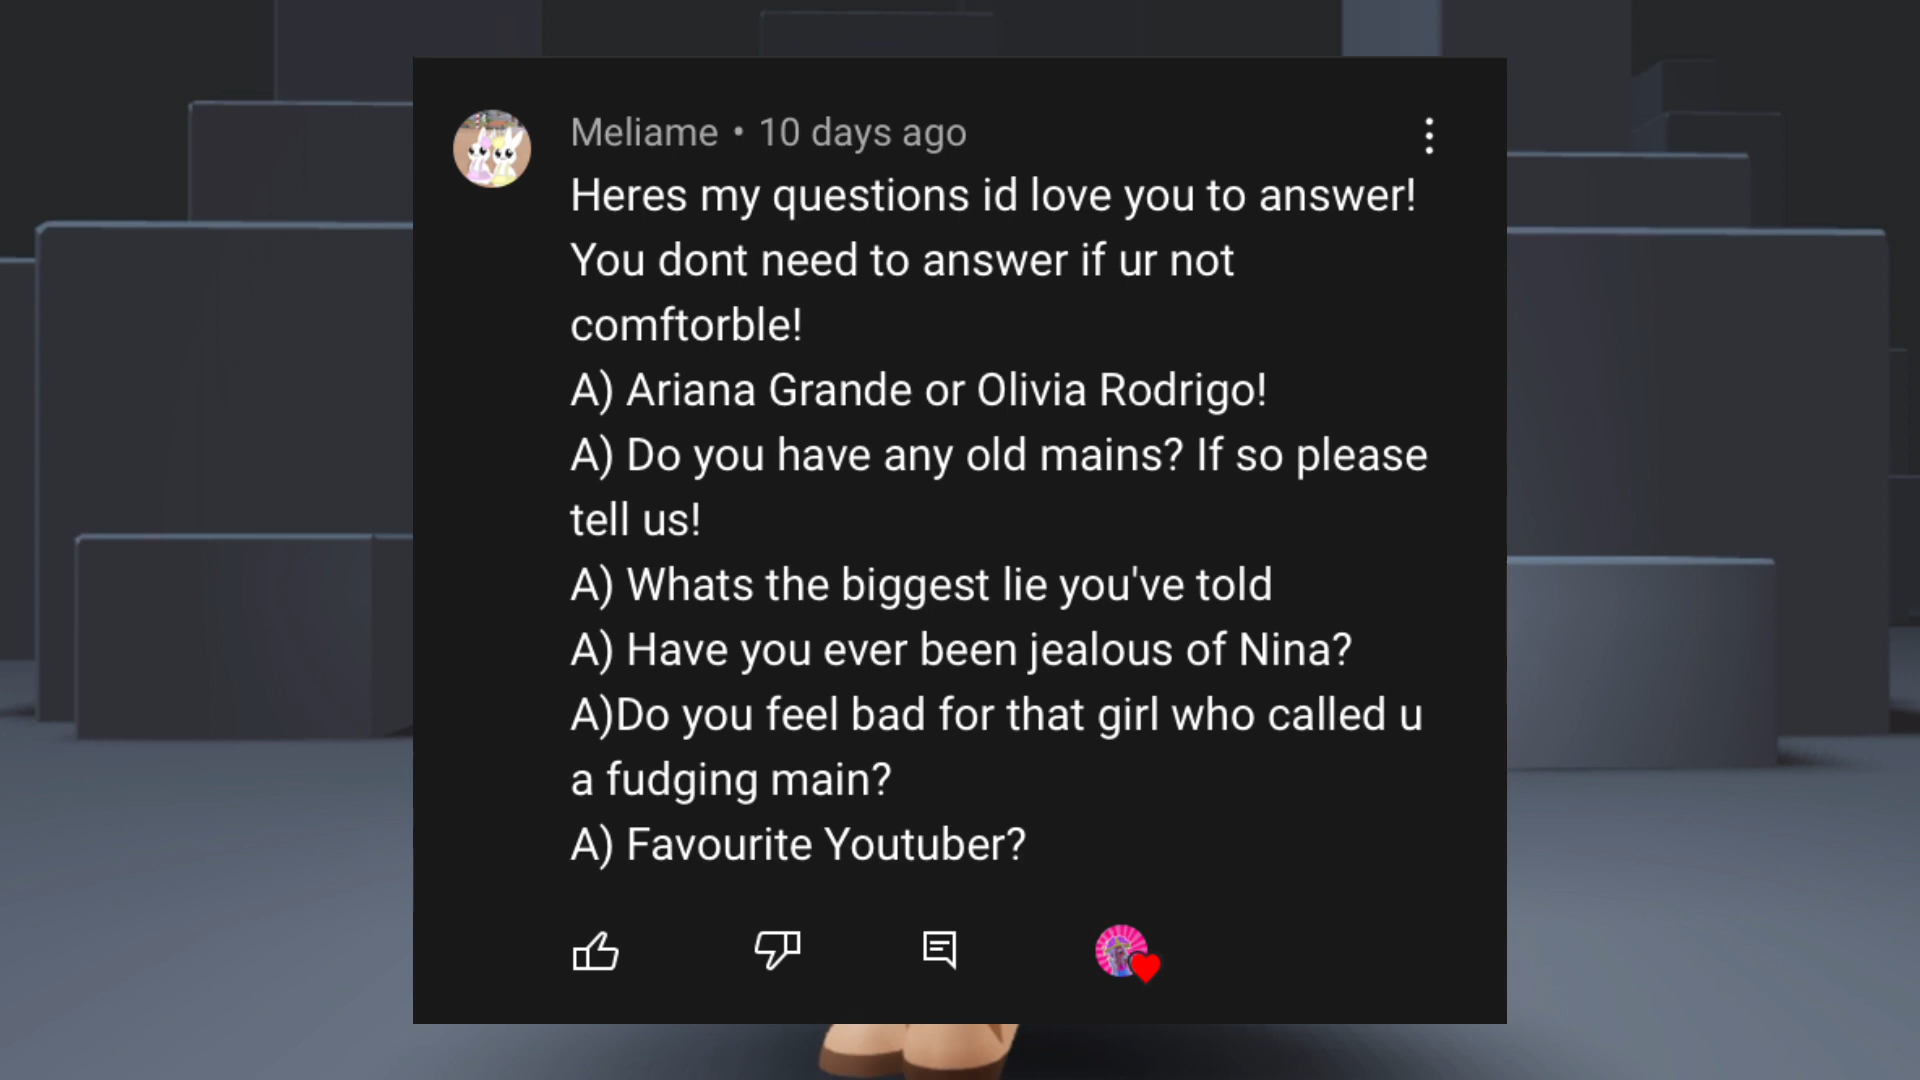 Meliame • 10 days ago
Heres my questions id love you to answer!
You dont need to answer if ur not
comftorble!
A) Ariana Grande or Olivia Rodrigo!
A) Do you have any old mains? If so please
tell us!
A) Whats the biggest lie you've told
A) Have you ever been jealous of Nina?
A)Do you feel bad for that girl who called u
a fudging main?
A) Favourite Youtuber?